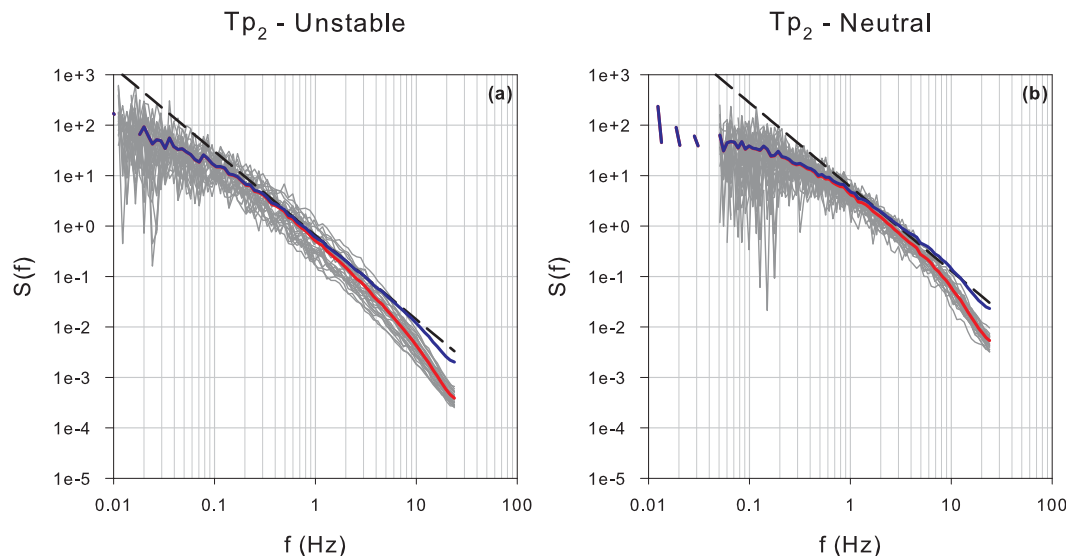 Tp₂ - Unstable
Tp₂ - Neutral
(a)
1e+3
1e+2
1e+1
1e+0
1e-1
1e-2
1e-3
1e-4
1e-5
S(f)
0.01
0.1
1
10
100
f (Hz)
(b)
1e+3
1e+2
1e+1
1e+0
1e-1
1e-2
1e-3
1e-4
1e-5
S(f)
0.01
0.1
1
10
100
f (Hz)